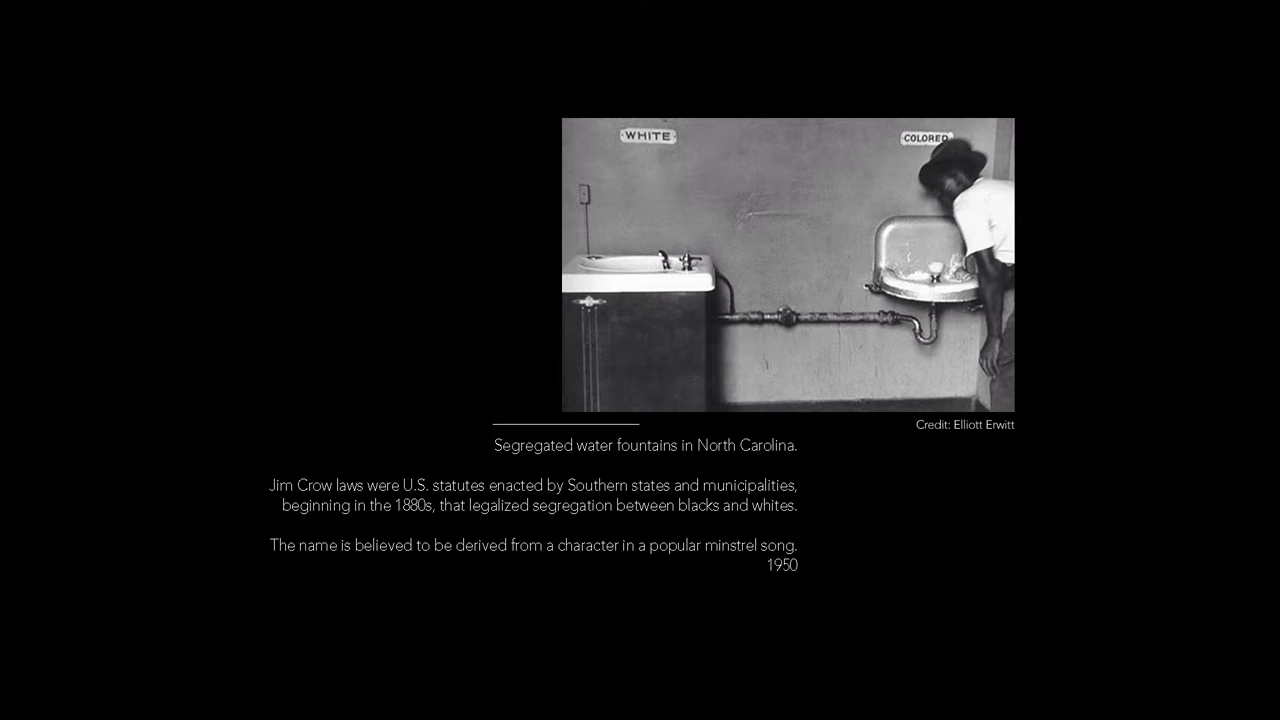 WHITE
COLORED
Credit: Elliott Erwitt
Segregated water fountains in North Carolina.
Jim Crow laws were U.S. statutes enacted by Southern states and municipalities,
beginning in the 1880s, that legalized segregation between blacks and whites.
The name is believed to be derived from a character in a popular minstrel song.
1950